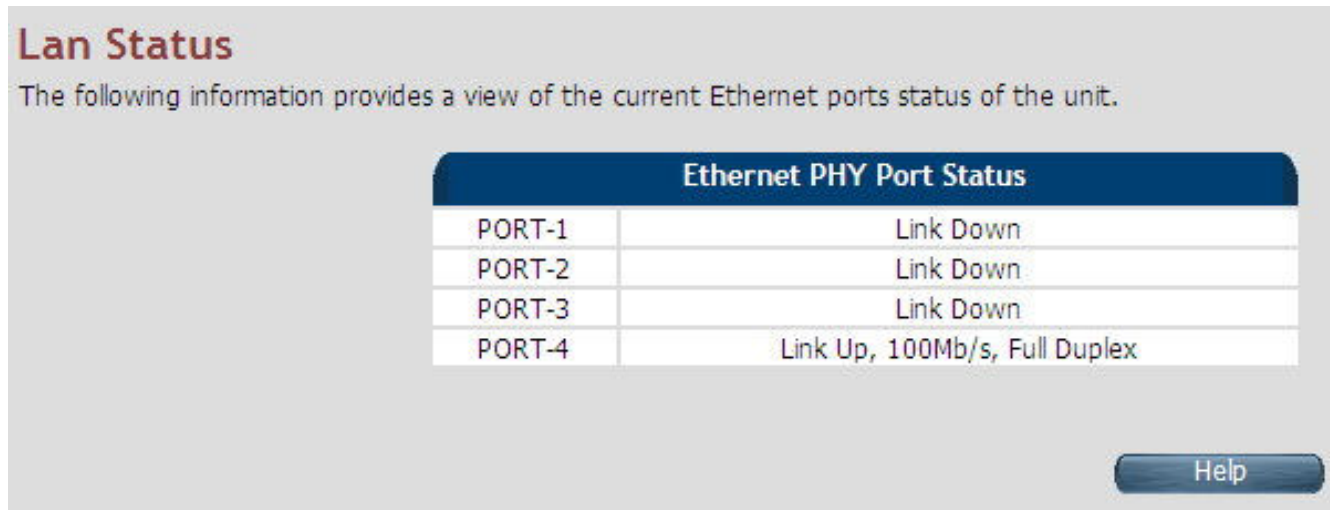 Lan Status
The following information provides a view of the current Ethernet ports status of the unit.
Ethernet PHY Port Status
PORT-1 Link Down
PORT-2 Link Down
PORT-3 Link Down
PORT-4 Link Up, 100Mb/s, Full Duplex
Help